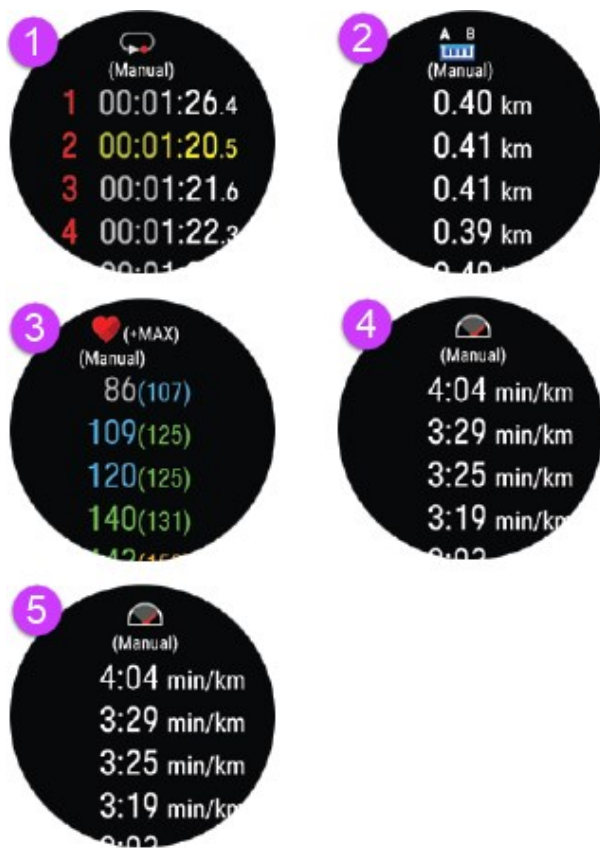 1
(Manual)
1 00:01:26.4
2 00:01:20.5
3 00:01:21.6
4 00:01:22.3
2
A B
(Manual)
0.40 km
0.41 km
0.41 km
0.39 km
3
(+MAX)
(Manual)
86(107)
109(125)
120(125)
140(131)
4
(Manual)
4:04 min/km
3:29 min/km
3:25 min/km
3:19 min/km
5
(Manual)
4:04 min/km
3:29 min/km
3:25 min/km
3:19 min/km